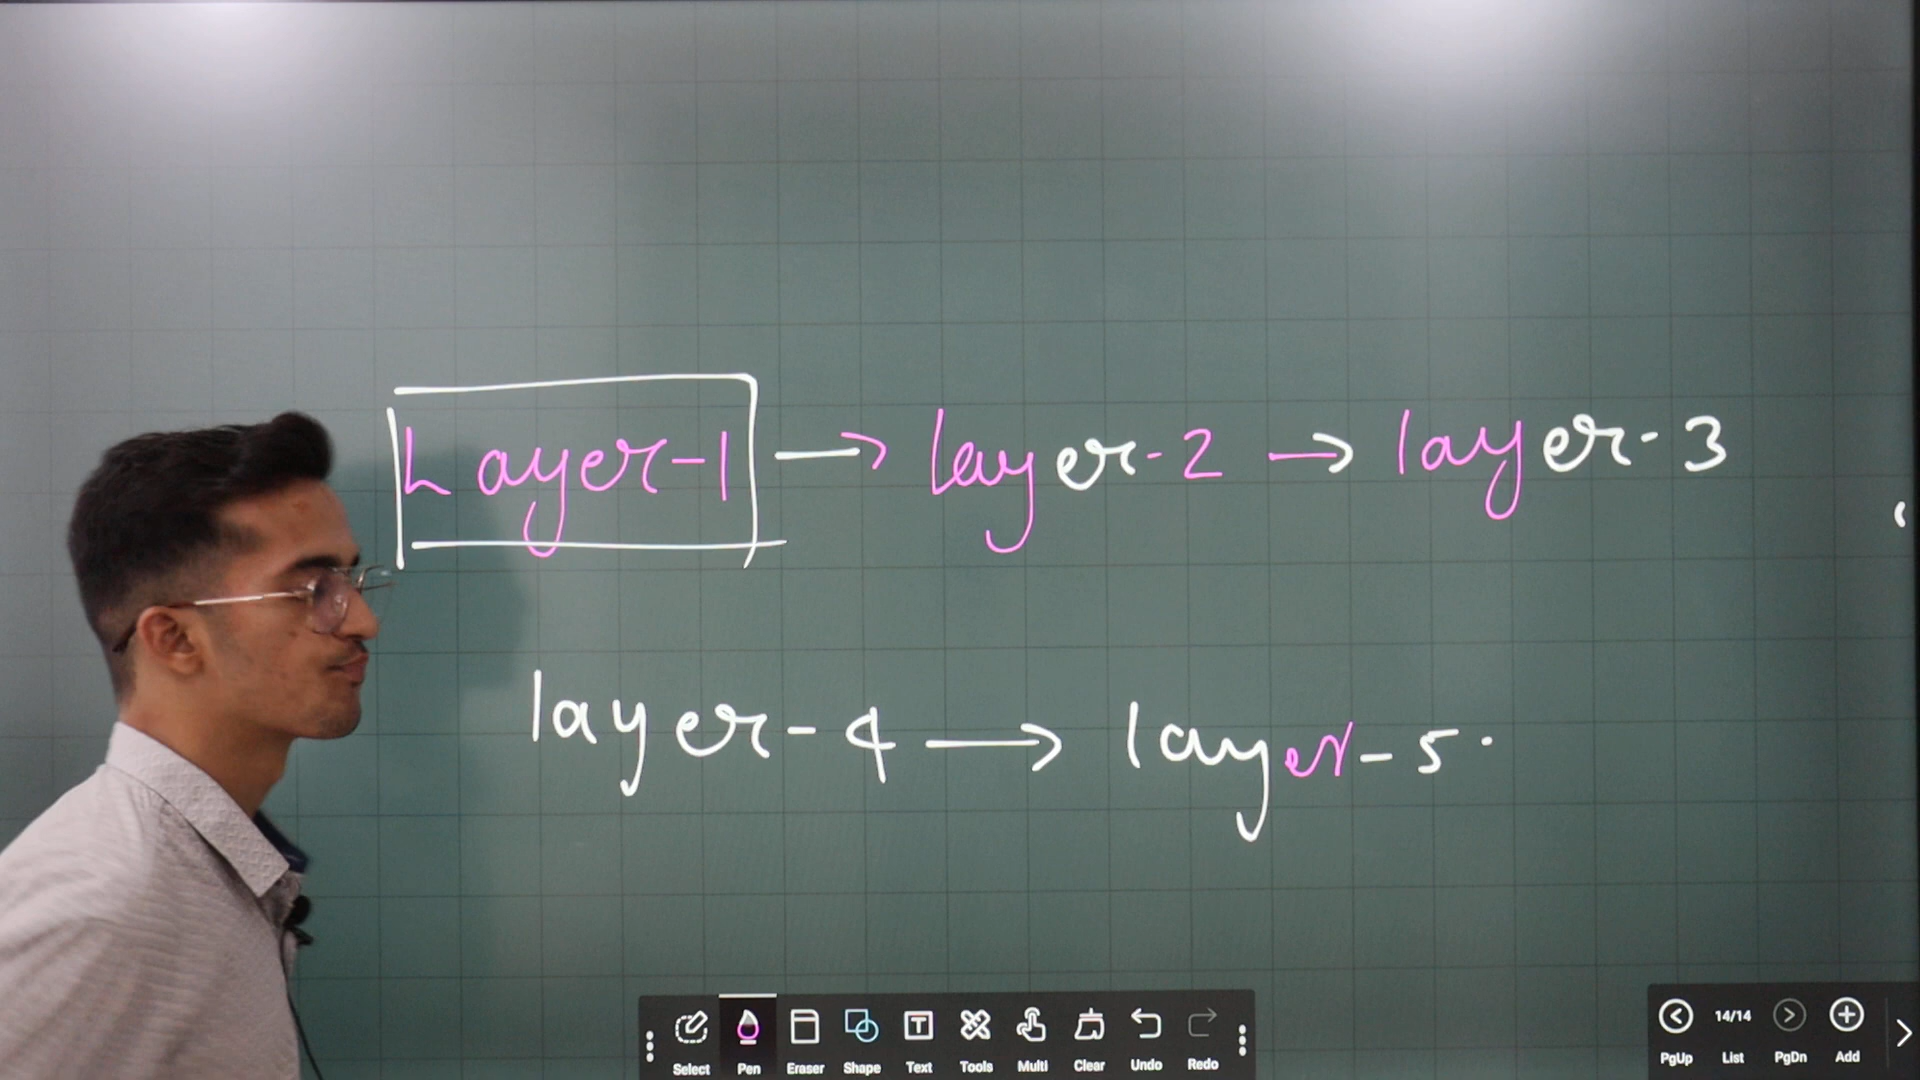 Layer-1 → layer-2 → layer-3
layer-4 → layer-5.
Select Pen Eraser Shape Text Tools Multi Clear Undo Redo
14/14
PgUp List PgDn Add